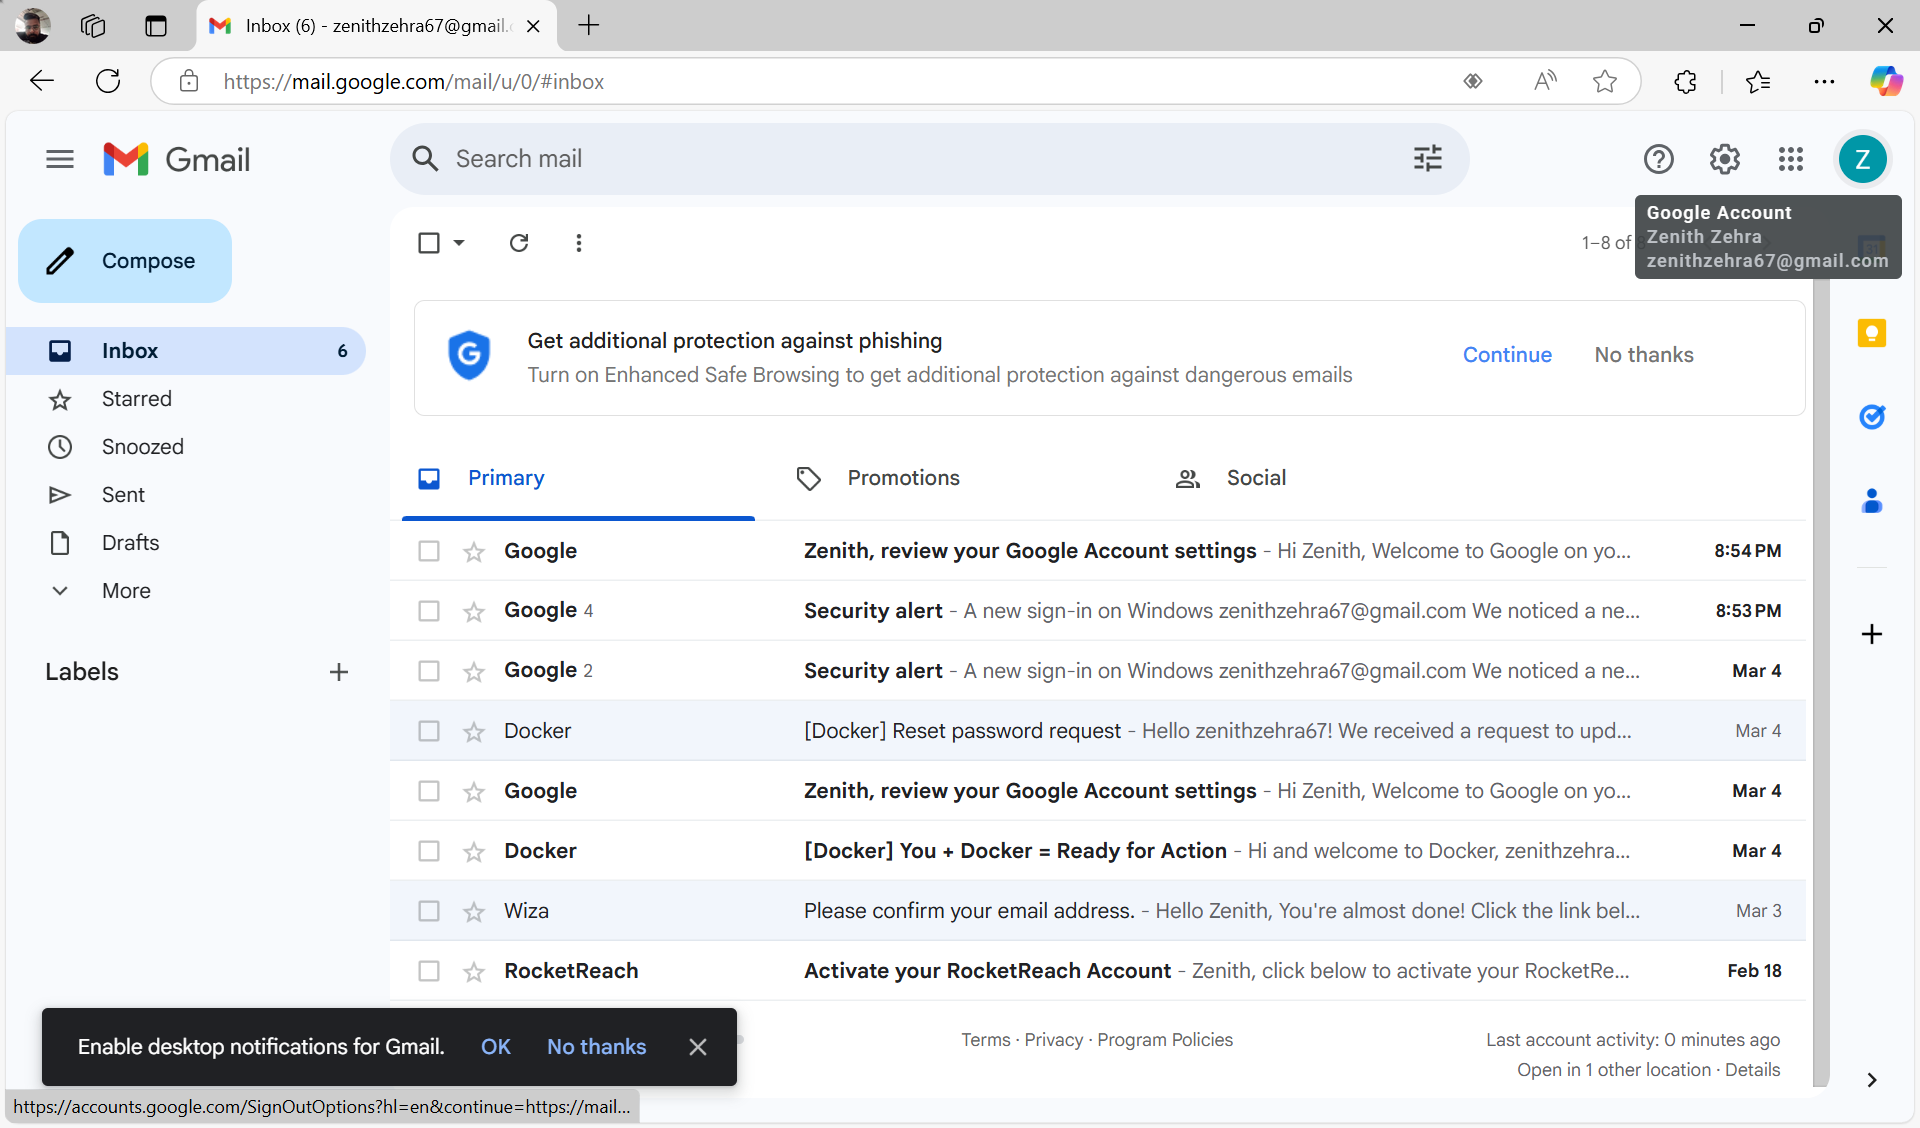 Inbox (6) - zenithzehra67@gmail.
https://mail.google.com/mail/u/0/#inbox
Gmail
Search mail
Z
Google Account
Zenith Zehra
zenithzehra67@gmail.com
1–8 of
Compose
Get additional protection against phishing
Turn on Enhanced Safe Browsing to get additional protection against dangerous emails
Continue
No thanks
Inbox 6
Starred
Snoozed
Sent
Drafts
More
Labels
Primary
Promotions
Social
Google Zenith, review your Google Account settings - Hi Zenith, Welcome to Google on yo... 8:54 PM
Google 4 Security alert - A new sign-in on Windows zenithzehra67@gmail.com We noticed a ne... 8:53 PM
Google 2 Security alert - A new sign-in on Windows zenithzehra67@gmail.com We noticed a ne... Mar 4
Docker [Docker] Reset password request - Hello zenithzehra67! We received a request to upd... Mar 4
Google Zenith, review your Google Account settings - Hi Zenith, Welcome to Google on yo... Mar 4
Docker [Docker] You + Docker = Ready for Action - Hi and welcome to Docker, zenithzehra... Mar 4
Wiza Please confirm your email address. - Hello Zenith, You're almost done! Click the link bel... Mar 3
RocketReach Activate your RocketReach Account - Zenith, click below to activate your RocketRe... Feb 18
Enable desktop notifications for Gmail. OK No thanks
Terms · Privacy · Program Policies
Last account activity: 0 minutes ago
Open in 1 other location · Details
https://accounts.google.com/SignOutOptions?hl=en&continue=https://mail...